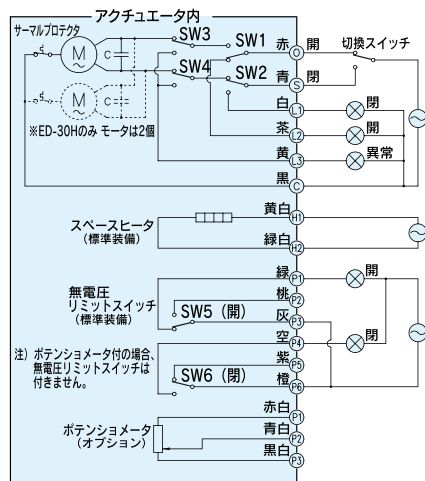 アクチュエータ内
サーマルプロテクタ
M
C
SW3
SW4
SW1
SW2
M
C
※ED-30Hのみ モータは2個
赤 O 開
切換スイッチ
青 S 閉
白 L1 閉
茶 L2 開
黄 L3 異常
黒 C
スペースヒータ
(標準装備)
黄白 H1
緑白 H2
無電圧
リミットスイッチ
(標準装備)
SW5(開)
緑 P1 開
桃 P2
灰 P3
空 P4 閉
紫 P5
橙 P6
注)ポテンショメータ付の場合、
無電圧リミットスイッチは
付きません。
SW6(閉)
ポテンショメータ
(オプション)
赤白 P1
青白 P2
黒白 P3